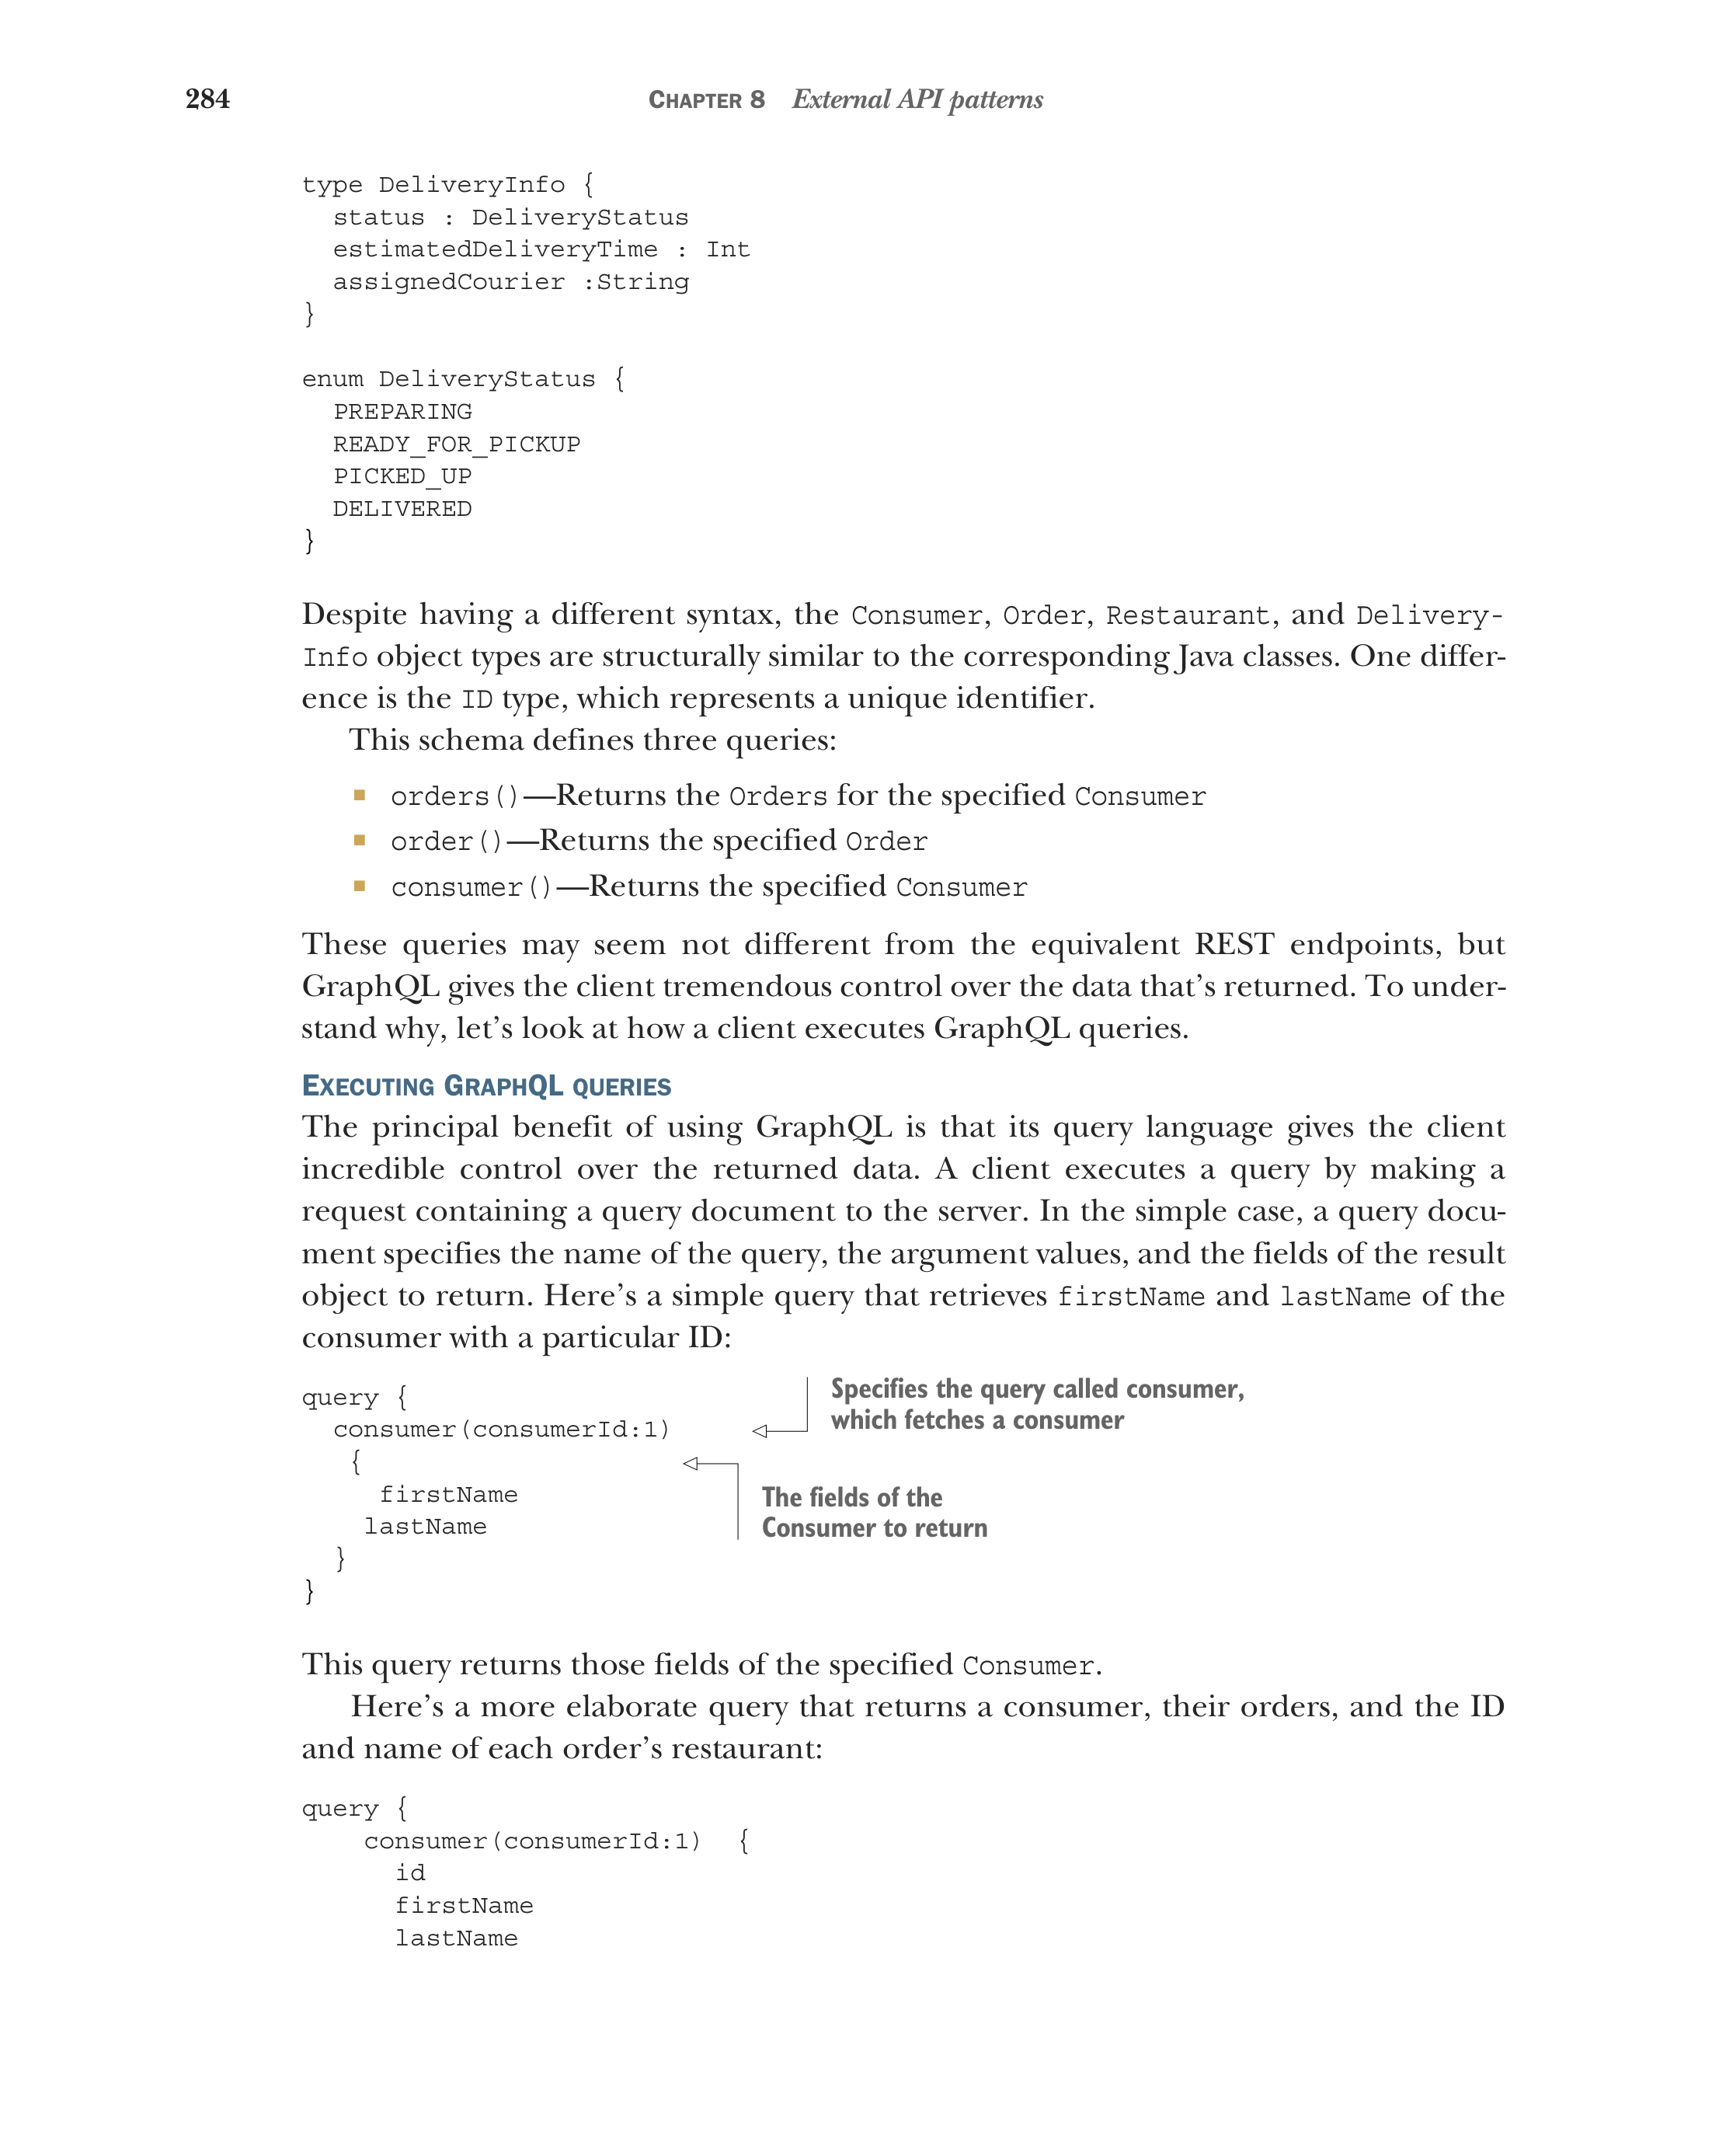 284
CHAPTER 8 External API patterns
type DeliveryInfo {
  status : DeliveryStatus
  estimatedDeliveryTime : Int
  assignedCourier :String
}
enum DeliveryStatus {
  PREPARING
  READY_FOR_PICKUP
  PICKED_UP
  DELIVERED
}
Despite having a different syntax, the Consumer, Order, Restaurant, and Delivery-
Info object types are structurally similar to the corresponding Java classes. One differ-
ence is the ID type, which represents a unique identifier.
This schema defines three queries:
■ orders()—Returns the Orders for the specified Consumer
■ order()—Returns the specified Order
■ consumer()—Returns the specified Consumer
These queries may seem not different from the equivalent REST endpoints, but
GraphQL gives the client tremendous control over the data that’s returned. To under-
stand why, let’s look at how a client executes GraphQL queries.
EXECUTING GRAPHQL QUERIES
The principal benefit of using GraphQL is that its query language gives the client
incredible control over the returned data. A client executes a query by making a
request containing a query document to the server. In the simple case, a query docu-
ment specifies the name of the query, the argument values, and the fields of the result
object to return. Here’s a simple query that retrieves firstName and lastName of the
consumer with a particular ID:
query {
  consumer(consumerId:1)
   {
     firstName
    lastName
  }
}
Specifies the query called consumer,
which fetches a consumer
The fields of the
Consumer to return
This query returns those fields of the specified Consumer.
Here’s a more elaborate query that returns a consumer, their orders, and the ID
and name of each order’s restaurant:
query {
    consumer(consumerId:1)  {
      id
      firstName
      lastName